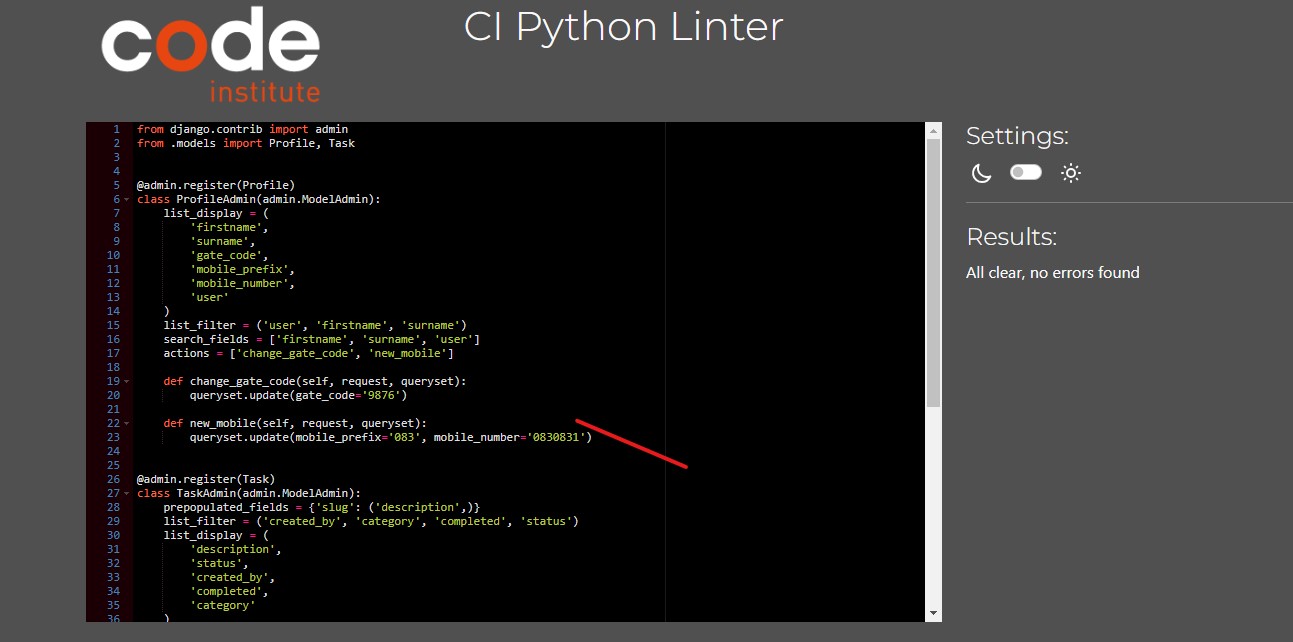 code
institute
CI Python Linter
1 from django.contrib import admin
2 from .models import Profile, Task
3
4
5 @admin.register(Profile)
6 class ProfileAdmin(admin.ModelAdmin):
7     list_display = (
8         'firstname',
9         'surname',
10         'gate_code',
11         'mobile_prefix',
12         'mobile_number',
13         'user'
14     )
15     list_filter = ('user', 'firstname', 'surname')
16     search_fields = ['firstname', 'surname', 'user']
17     actions = ['change_gate_code', 'new_mobile']
18
19     def change_gate_code(self, request, queryset):
20         queryset.update(gate_code='9876')
21
22     def new_mobile(self, request, queryset):
23         queryset.update(mobile_prefix='083', mobile_number='0830831')
24
25
26 @admin.register(Task)
27 class TaskAdmin(admin.ModelAdmin):
28     prepopulated_fields = {'slug': ('description',)}
29     list_filter = ('created_by', 'category', 'completed', 'status')
30     list_display = (
31         'description',
32         'status',
33         'created_by',
34         'completed',
35         'category'
36     )
Settings:
Results:
All clear, no errors found